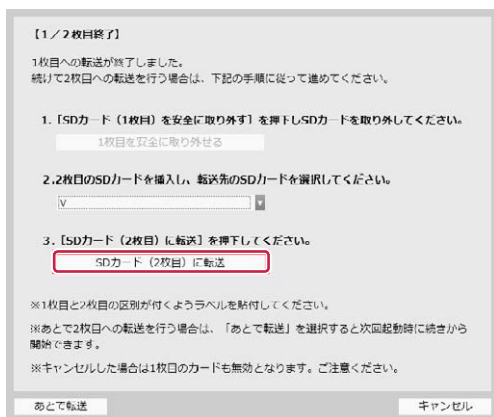 【1/2枚目終了】
1枚目への転送が終了しました。
続けて2枚目への転送を行う場合は、下記の手順に従って進めてください。
1.［SDカード（1枚目）を安全に取り外す］を押下しSDカードを取り外してください。
1枚目を安全に取り外せる
2.2枚目のSDカードを挿入し、転送先のSDカードを選択してください。
V
3.［SDカード（2枚目）に転送］を押下してください。
SDカード（2枚目）に転送
※1枚目と2枚目の区別が付くようラベルを貼付してください。
※あとで2枚目への転送を行う場合は、「あとで転送」を選択すると次回起動時に続きから
開始できます。
※キャンセルした場合は1枚目のカードも無効となります。ご注意ください。
あとで転送
キャンセル